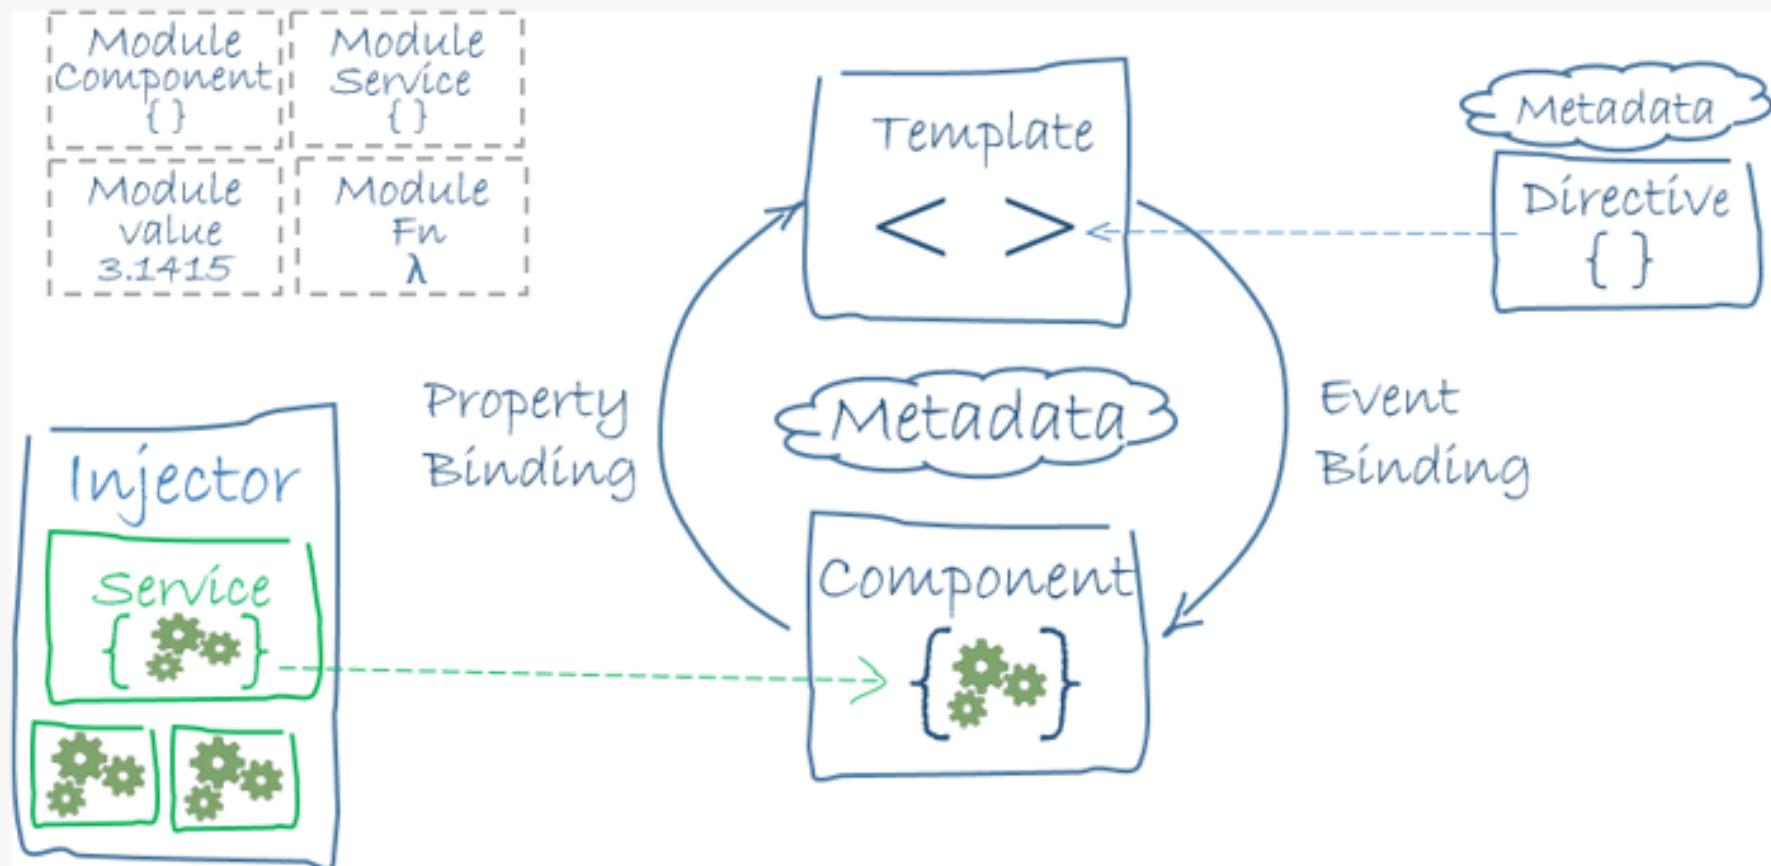 Module
Component
{ }
Module
Service
{ }
Module
value
3.1415
Module
Fn
λ
Template
< >
Metadata
Directive
{ }
Property
Binding
Metadata
Event
Binding
Injector
Service
{ }
Component
{ }